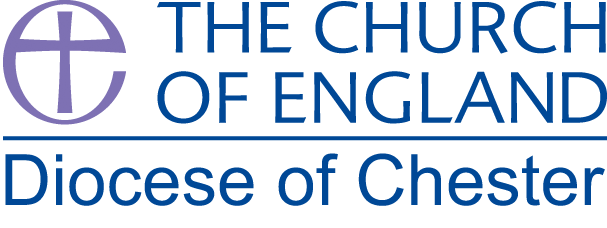 THE CHURCH
OF ENGLAND
Diocese of Chester